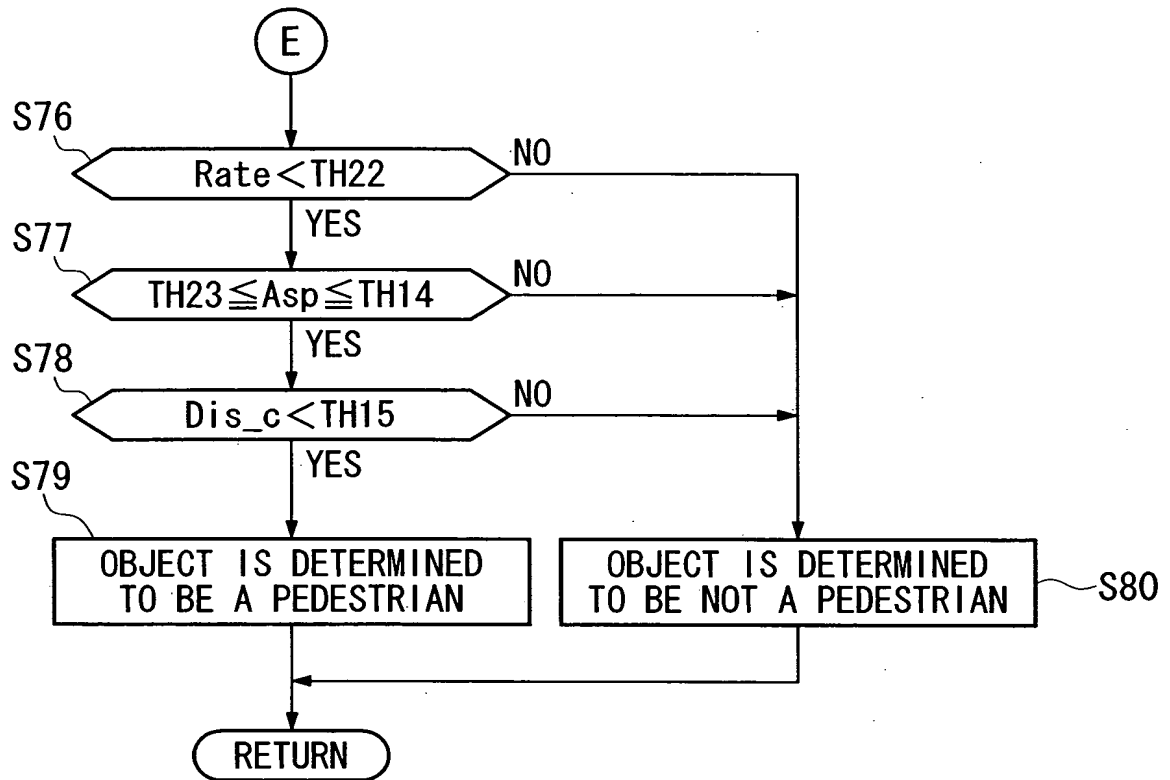 E
S76
Rate<TH22
NO
YES
S77
TH23≦Asp≦TH14
NO
YES
S78
Dis_c<TH15
NO
YES
S79
OBJECT IS DETERMINED
TO BE A PEDESTRIAN
OBJECT IS DETERMINED
TO BE NOT A PEDESTRIAN
S80
RETURN